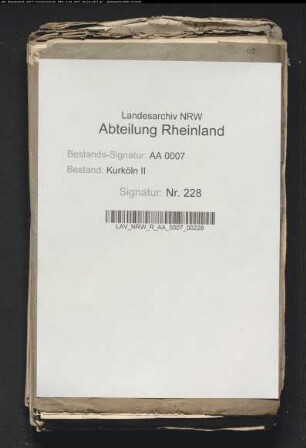 Landesarchiv NRW
Abteilung Rheinland
Bestands-Signatur: AA 0007
Bestand: Kurköln II
Signatur: Nr. 228
LAV_NRW_R_AA_0007_00228